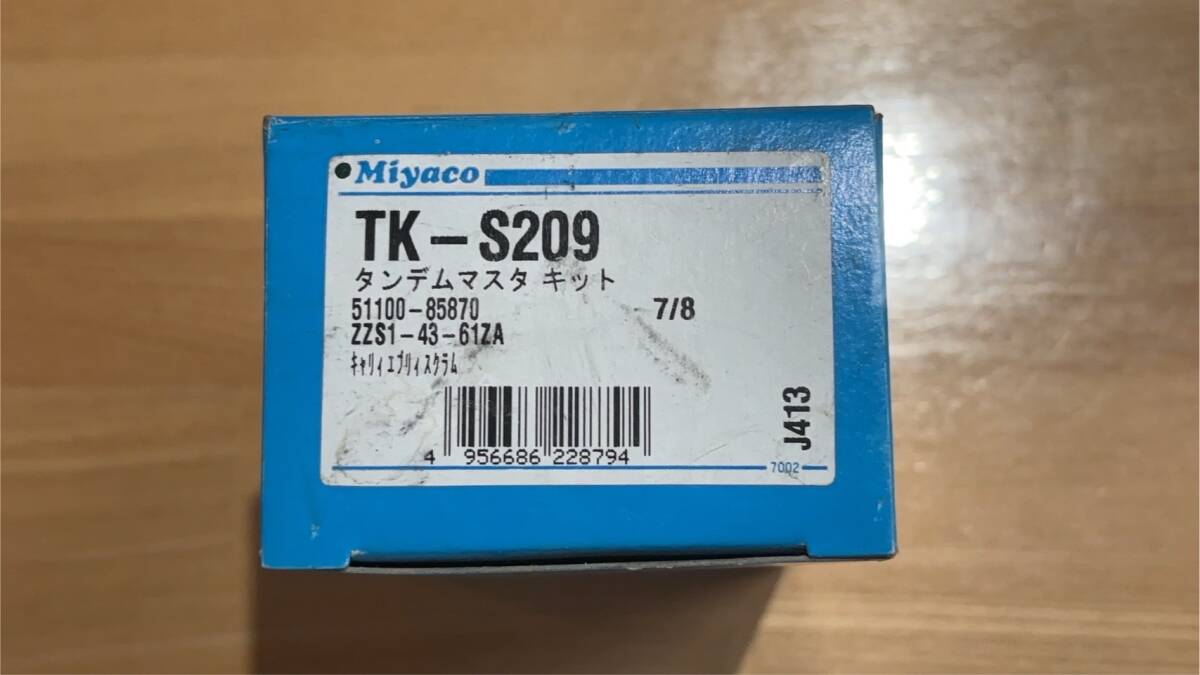 Miyaco
TK-S209
タンデムマスタ キット
51100-85870 7/8
ZZS1-43-61ZA
ｷｬﾘｨｴﾌﾞﾘｨｽｸﾗﾑ
4 956686 228794
J413
7002